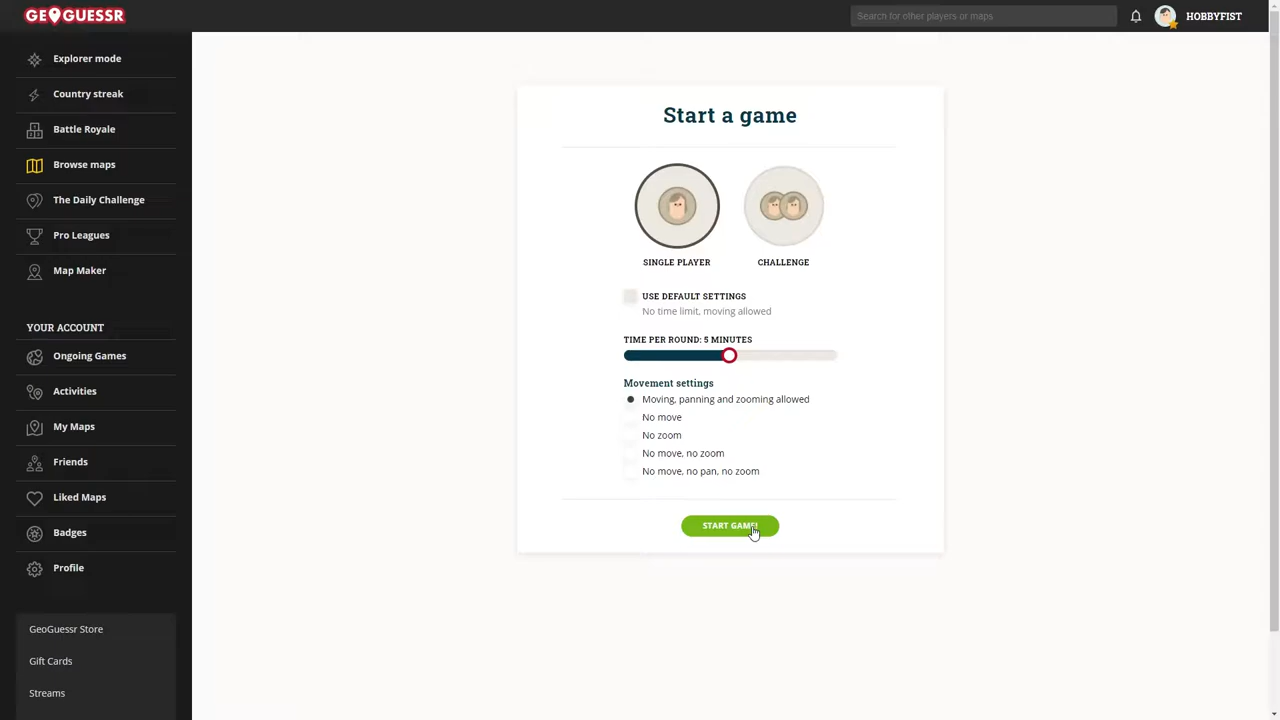 GEOGUESSR
Search for other players or maps
HOBBYFIST
Explorer mode
Country streak
Battle Royale
Browse maps
The Daily Challenge
Pro Leagues
Map Maker
YOUR ACCOUNT
Ongoing Games
Activities
My Maps
Friends
Liked Maps
Badges
Profile
GeoGuessr Store
Gift Cards
Streams
Start a game
SINGLE PLAYER
CHALLENGE
USE DEFAULT SETTINGS
No time limit, moving allowed
TIME PER ROUND: 5 MINUTES
Movement settings
Moving, panning and zooming allowed
No move
No zoom
No move, no zoom
No move, no pan, no zoom
START GAME!